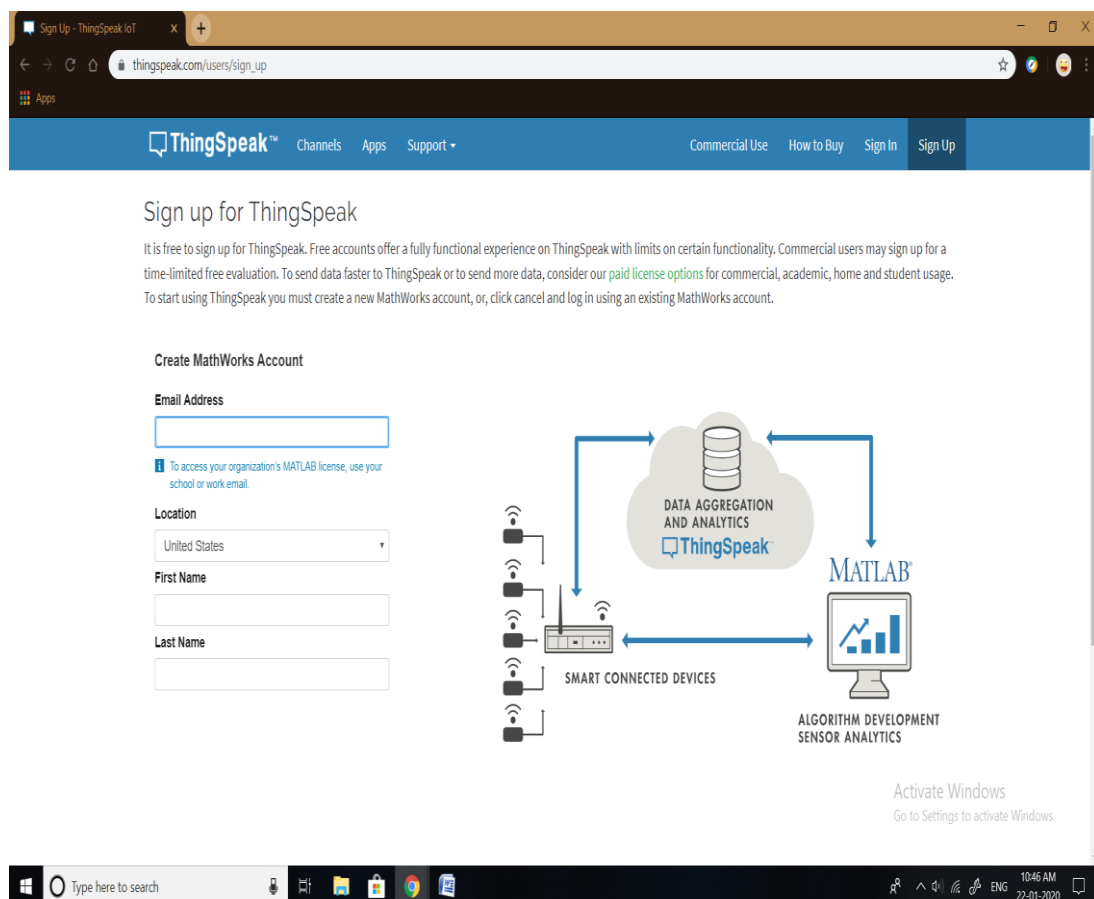 Sign Up - ThingSpeak IoT
thingspeak.com/users/sign_up
Apps
ThingSpeak™ Channels Apps Support Commercial Use How to Buy Sign In Sign Up
Sign up for ThingSpeak
It is free to sign up for ThingSpeak. Free accounts offer a fully functional experience on ThingSpeak with limits on certain functionality. Commercial users may sign up for a
time-limited free evaluation. To send data faster to ThingSpeak or to send more data, consider our paid license options for commercial, academic, home and student usage.
To start using ThingSpeak you must create a new MathWorks account, or, click cancel and log in using an existing MathWorks account.
Create MathWorks Account
Email Address
To access your organization's MATLAB license, use your
school or work email.
Location
United States
First Name
Last Name
DATA AGGREGATION
AND ANALYTICS
ThingSpeak™
MATLAB®
SMART CONNECTED DEVICES
ALGORITHM DEVELOPMENT
SENSOR ANALYTICS
Activate Windows
Go to Settings to activate Windows.
Type here to search
ENG
10:46 AM
22-01-2020